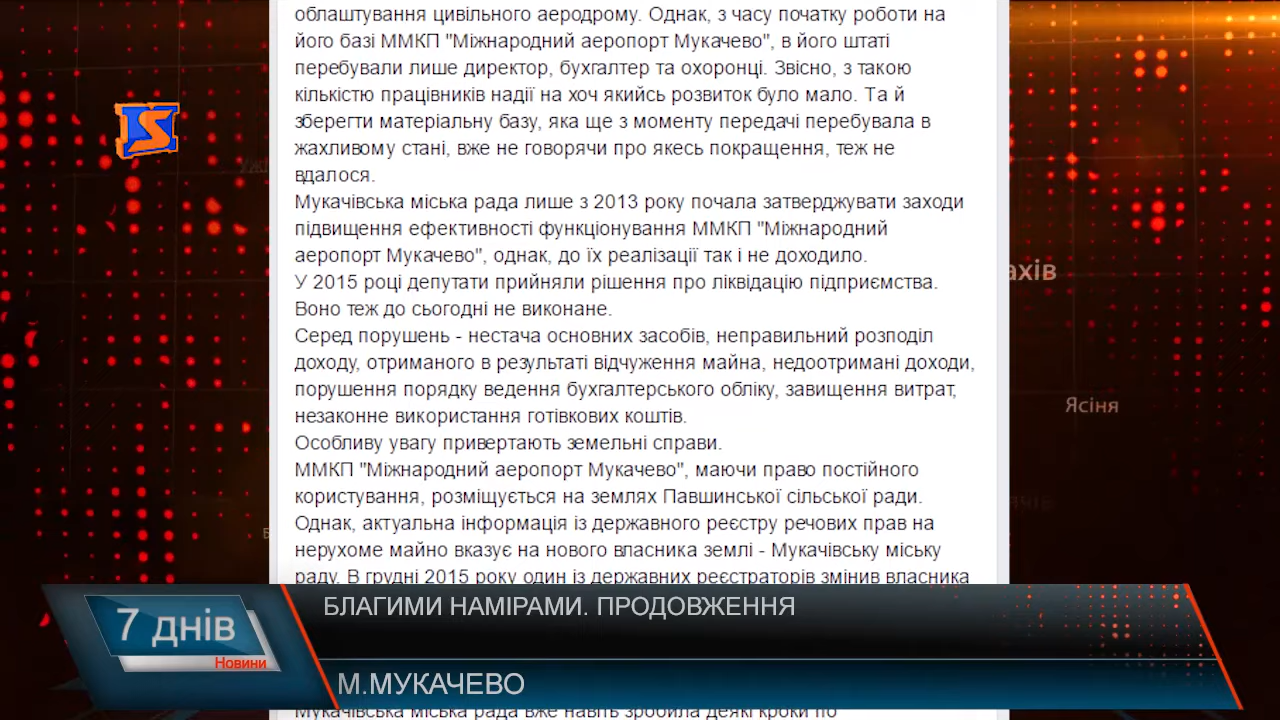 облаштування цивільного аеродрому. Однак, з часу початку роботи на
його базі ММКП "Міжнародний аеропорт Мукачево", в його штаті
перебували лише директор, бухгалтер та охоронці. Звісно, з такою
кількістю працівників надії на хоч якийсь розвиток було мало. Та й
зберегти матеріальну базу, яка ще з моменту передачі перебувала в
жахливому стані, вже не говорячи про якесь покращення, теж не
вдалося.
Мукачівська міська рада лише з 2013 року почала затверджувати заходи
підвищення ефективності функціонування ММКП "Міжнародний
аеропорт Мукачево", однак, до їх реалізації так і не доходило.
У 2015 році депутати прийняли рішення про ліквідацію підприємства.
Воно теж до сьогодні не виконане.
Серед порушень - нестача основних засобів, неправильний розподіл
доходу, отриманого в результаті відчуження майна, недоотримані доходи,
порушення порядку ведення бухгалтерського обліку, завищення витрат,
незаконне використання готівкових коштів.
Особливу увагу привертають земельні справи.
ММКП "Міжнародний аеропорт Мукачево", маючи право постійного
користування, розміщується на землях Павшинської сільської ради.
Однак, актуальна інформація із державного реєстру речових прав на
нерухоме майно вказує на нового власника землі - Мукачівську міську
раду. В грудні 2015 року один із державних реєстраторів змінив власника
Мукачівська міська рада вже навіть зробила деякі кроки по
ахів
Ясіня
7 днів
Новини
БЛАГИМИ НАМІРАМИ. ПРОДОВЖЕННЯ
М.МУКАЧЕВО